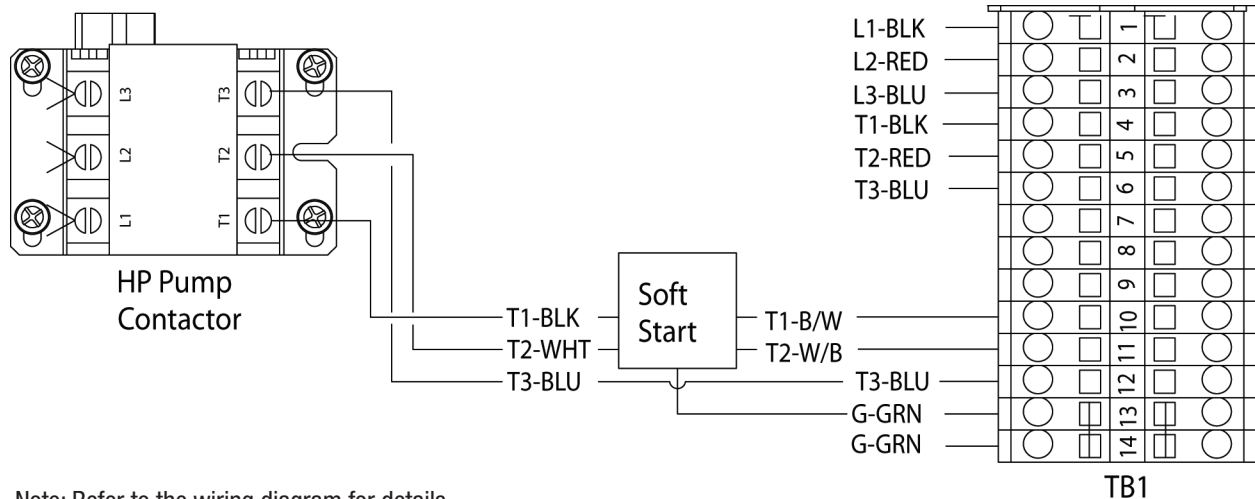 L1-BLK
L2-RED
L3-BLU
T1-BLK
T2-RED
T3-BLU
1
2
3
4
5
6
7
8
9
10
11
12
13
14
L3
L2
L1
T3
T2
T1
HP Pump
Contactor
Soft
Start
T1-BLK
T2-WHT
T3-BLU
T1-B/W
T2-W/B
T3-BLU
G-GRN
G-GRN
TB1
Note: Refer to the wiring diagram for details